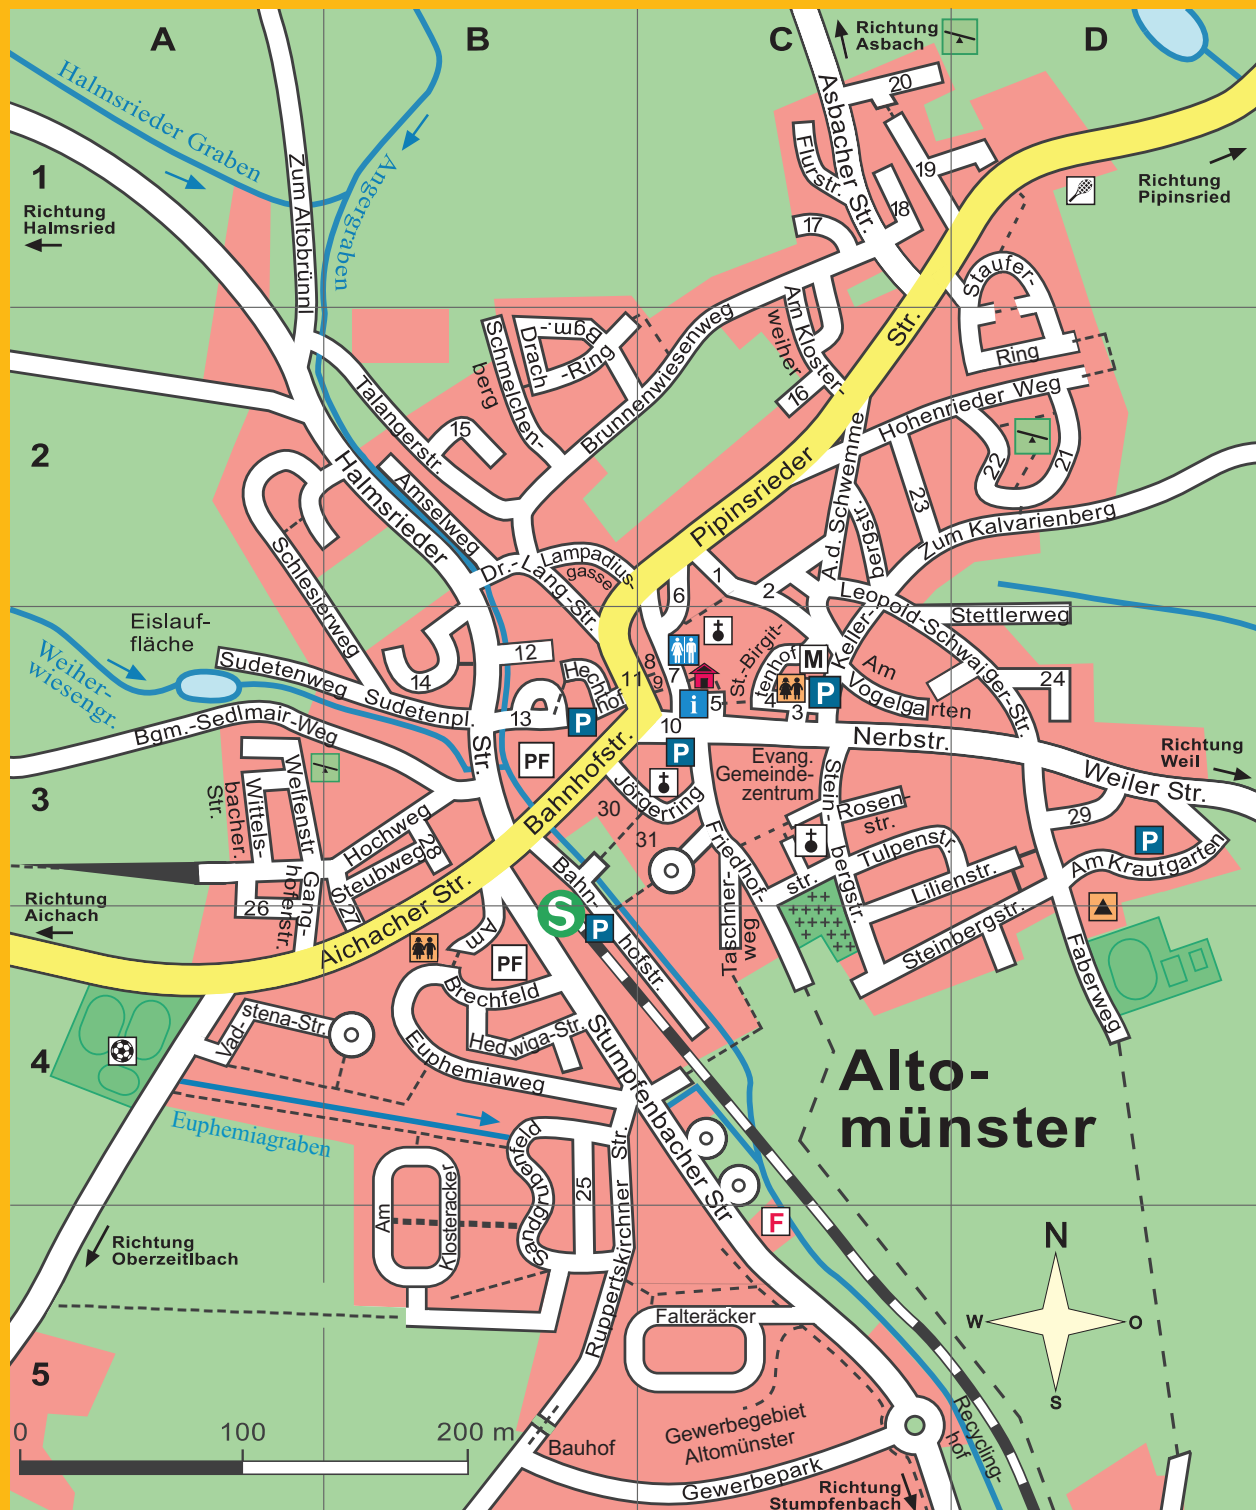 A
B
C
D
Richtung
Asbach
Halmsrieder Graben
Angergraben
20
Asbacher Str.
Flurstr.
19
18
17
1
Richtung
Halmsried
Richtung
Pipinsried
Zum Altobrünnl
Staufer-
Ring
Str.
Am Kloster-
weiher
16
Schmelchen-
berg
Bgm.-
Drach
-Ring
Brunnenwiesenweg
Talangerstr.
15
Hohenrieder Weg
22
21
23
2
Halmsrieder
Amselweg
Pipinsrieder
A.d. Schwemme
bergstr.
Zum Kalvarienberg
Schlesierweg
Dr.-Lang-Str.
Lampadius-
gasse
1
2
6
Leopold-Schwaiger-Str.
Stettlerweg
Keller-
Eislauf-
fläche
Weiher-
wiesengr.
Sudetenweg
Sudetenpl.
14
12
13
Hechof
hof
11
8
9
7
10
5
St.-Birgit-
tenhof
4
3
M
P
i
Am
Vogelgarten
24
Bgm.-Sedlmair-Weg
Str.
PF
P
P
Nerbstr.
Richtung
Weil
Weiler Str.
3
Wittels-
bacher.
Str.
Welfenstr.
Gang-
hofenstr.
Hochweg
Steubweg
28
27
26
Bahnhofstr.
Jörgerring
30
31
Evang.
Gemeinde-
zentrum
Stein-
bergstr.
Rosen-
str.
Tulpenstr.
Lilienstr.
Steinbergstr.
29
P
Am Krautgarten
Friedhof-
str.
Taschner-
weg
Richtung
Aichach
Aichacher Str.
S
P
Bahn-
hofstr.
Am
Brechfeld
PF
Hedwiga-Str.
Euphemiaweg
Vad-
stena-Str.
Faberweg
4
Euphemiagraben
Stumpfenbacher Str
Alto-
münster
Sandgrubenfeld
25
Am
Klosteracker
Ruppertskirchner Str.
F
N
W
O
S
Richtung
Oberzeitlbach
Falteräcker
5
0
100
200 m
Bauhof
Gewerbegebiet
Altomünster
Gewerbepark
Recycling-
hof
Richtung
Stumpfenbach